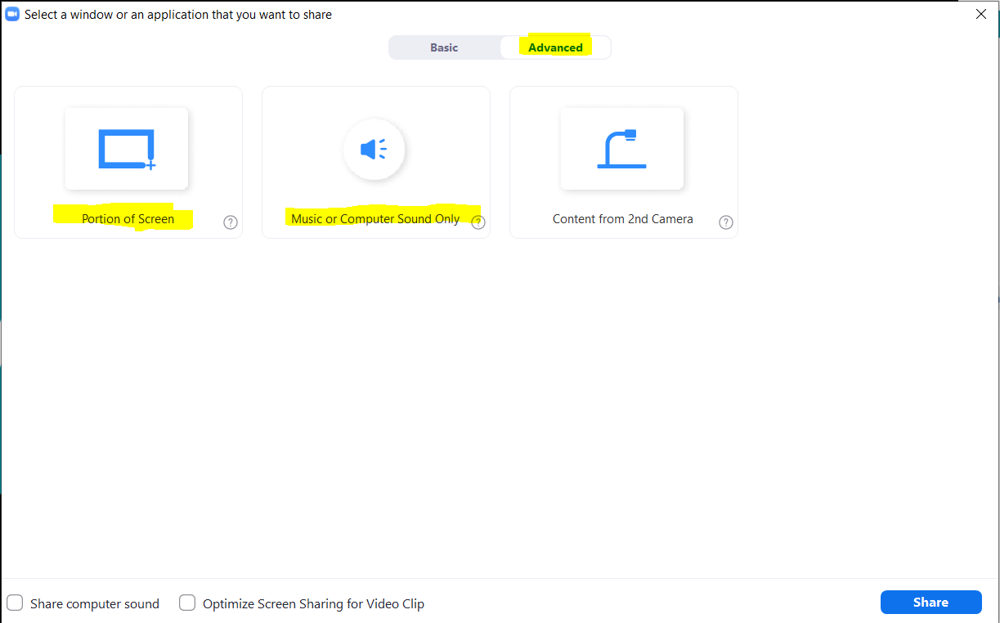 Select a window or an application that you want to share
Basic
Advanced
Portion of Screen
?
Music or Computer Sound Only
?
Content from 2nd Camera
?
Share computer sound
Optimize Screen Sharing for Video Clip
Share